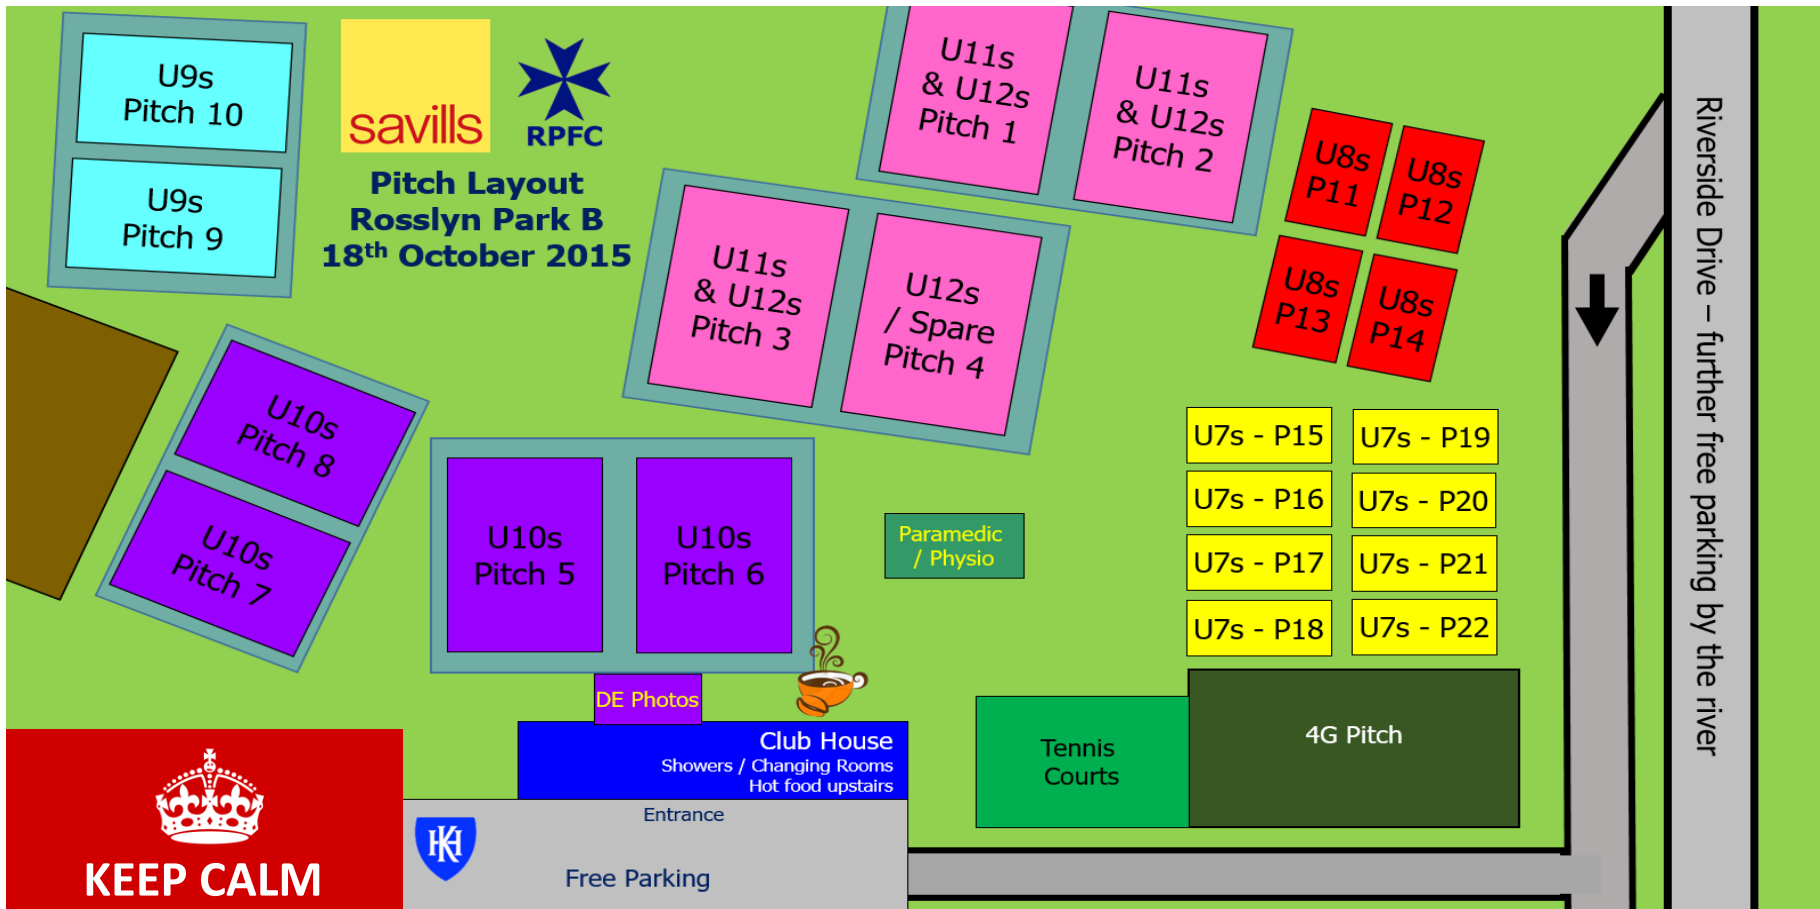 U9s
Pitch 10
U9s
Pitch 9
savills
RPFC
Pitch Layout
Rosslyn Park B
18th October 2015
U11s
& U12s
Pitch 1
U11s
& U12s
Pitch 2
U11s
& U12s
Pitch 3
U12s
/ Spare
Pitch 4
U8s
P11
U8s
P12
U8s
P13
U8s
P14
Riverside Drive – further free parking by the river
U10s
Pitch 8
U10s
Pitch 7
U10s
Pitch 5
U10s
Pitch 6
Paramedic
/ Physio
U7s - P15
U7s - P19
U7s - P16
U7s - P20
U7s - P17
U7s - P21
U7s - P18
U7s - P22
DE Photos
Club House
Showers / Changing Rooms
Hot food upstairs
Tennis
Courts
4G Pitch
Entrance
Free Parking
KH
KEEP CALM